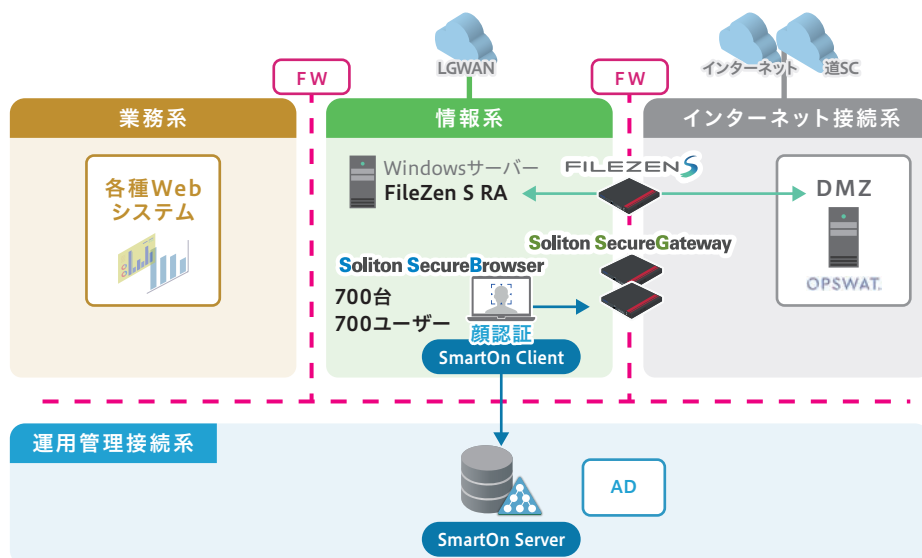 LGWAN
インターネット
道SC
FW
FW
業務系
情報系
インターネット接続系
各種Web
システム
Windowsサーバー
FileZen S RA
FILEZEN S
DMZ
OPSWAT.
Soliton SecureGateway
Soliton SecureBrowser
700台
700ユーザー
顔認証
SmartOn Client
運用管理接続系
AD
SmartOn Server